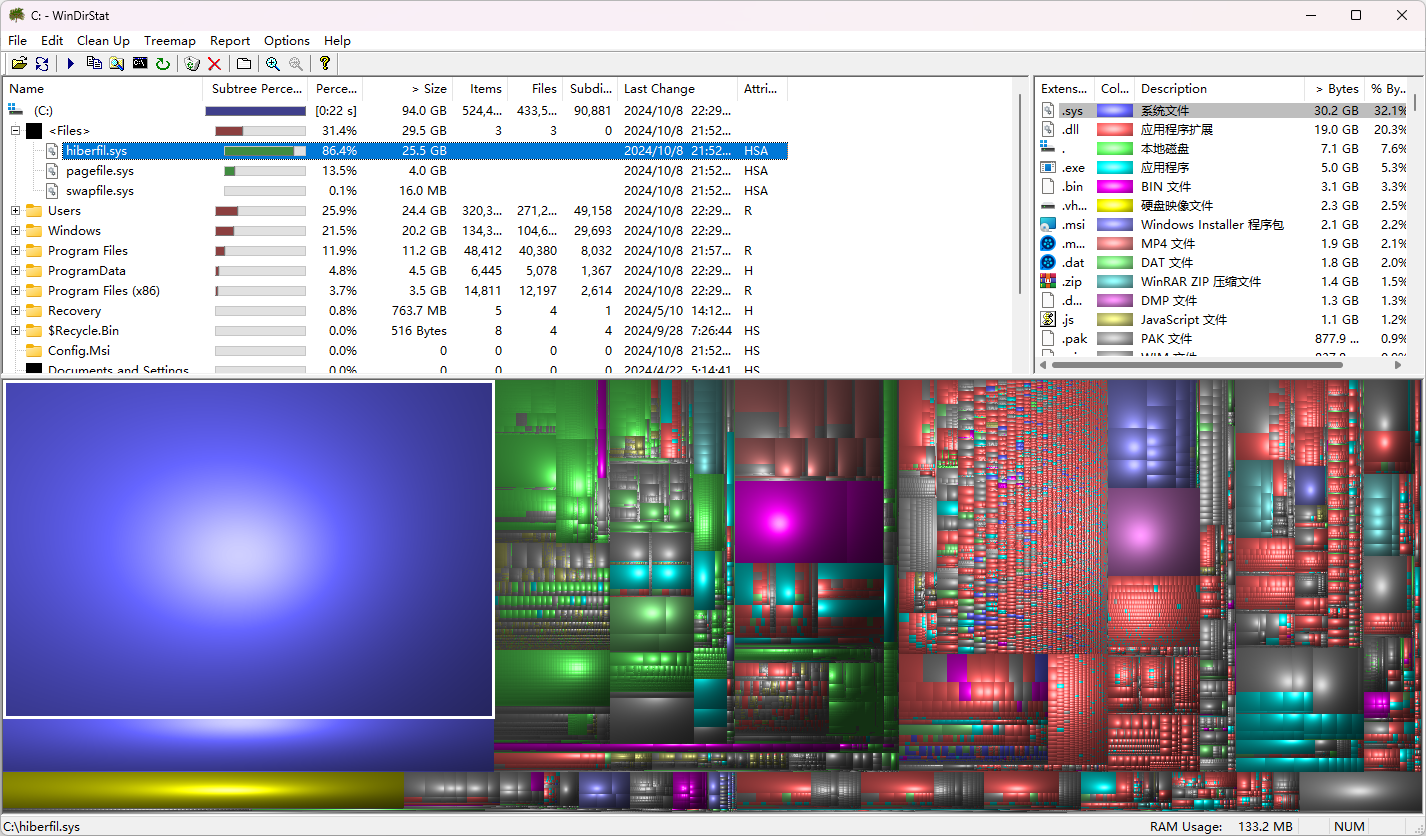 C: - WinDirStat
File Edit Clean Up Treemap Report Options Help
Name Subtree Perce... Perce... > Size Items Files Subdi... Last Change Attri...
(C:) [0:22 s] 94.0 GB 524,4... 433,5... 90,881 2024/10/8 22:29...
<Files> 31.4% 29.5 GB 3 3 0 2024/10/8 21:52...
hiberfil.sys 86.4% 25.5 GB 2024/10/8 21:52... HSA
pagefile.sys 13.5% 4.0 GB 2024/10/8 21:52... HSA
swapfile.sys 0.1% 16.0 MB 2024/10/8 21:52... HSA
Users 25.9% 24.4 GB 320,3... 271,2... 49,158 2024/10/8 22:29... R
Windows 21.5% 20.2 GB 134,3... 104,6... 29,693 2024/10/8 22:29...
Program Files 11.9% 11.2 GB 48,412 40,380 8,032 2024/10/8 21:57... R
ProgramData 4.8% 4.5 GB 6,445 5,078 1,367 2024/10/8 22:29... H
Program Files (x86) 3.7% 3.5 GB 14,811 12,197 2,614 2024/10/8 22:29... R
Recovery 0.8% 763.7 MB 5 4 1 2024/5/10 14:12... H
$Recycle.Bin 0.0% 516 Bytes 8 4 4 2024/9/28 7:26:44 HS
Config.Msi 0.0% 0 0 0 0 2024/10/8 21:52... HS
Documents and Settings 0.0% 0 0 0 0 2024/4/22 5:14:41 HS
Extens... Col... Description > Bytes % By...
.sys 系统文件 30.2 GB 32.1%
.dll 应用程序扩展 19.0 GB 20.3%
. 本地磁盘 7.1 GB 7.6%
.exe 应用程序 5.0 GB 5.3%
.bin BIN 文件 3.1 GB 3.3%
.vh... 硬盘映像文件 2.3 GB 2.5%
.msi Windows Installer 程序包 2.1 GB 2.2%
.m... MP4 文件 1.9 GB 2.1%
.dat DAT 文件 1.8 GB 2.0%
.zip WinRAR ZIP 压缩文件 1.4 GB 1.5%
.d... DMP 文件 1.3 GB 1.3%
.js JavaScript 文件 1.1 GB 1.2%
.pak PAK 文件 877.9 ... 0.9%
C:\hiberfil.sys RAM Usage: 133.2 MB NUM